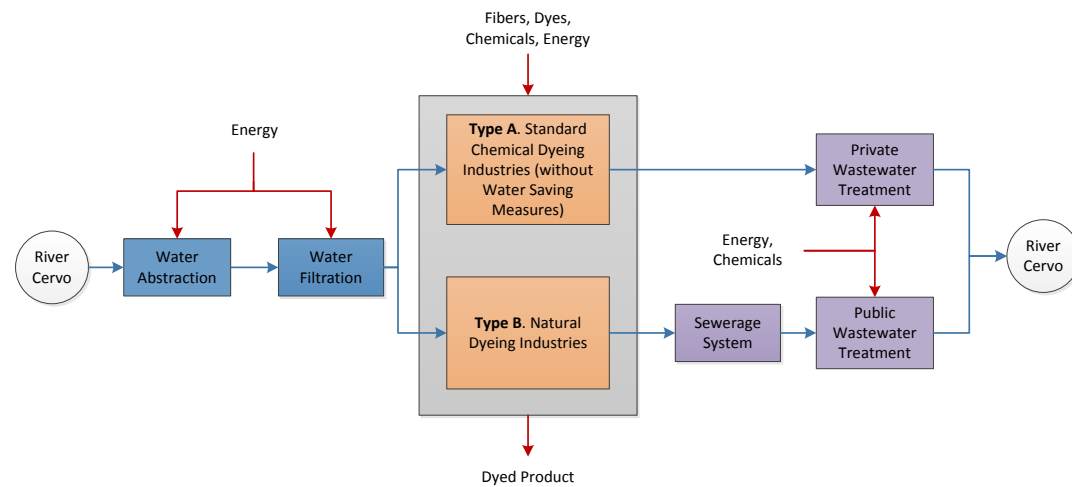 Fibers, Dyes,
Chemicals, Energy
Energy
River
Cervo
Water
Abstraction
Water
Filtration
Type A. Standard
Chemical Dyeing
Industries (without
Water Saving
Measures)
Type B. Natural
Dyeing Industries
Private
Wastewater
Treatment
Energy,
Chemicals
Sewerage
System
Public
Wastewater
Treatment
River
Cervo
Dyed Product